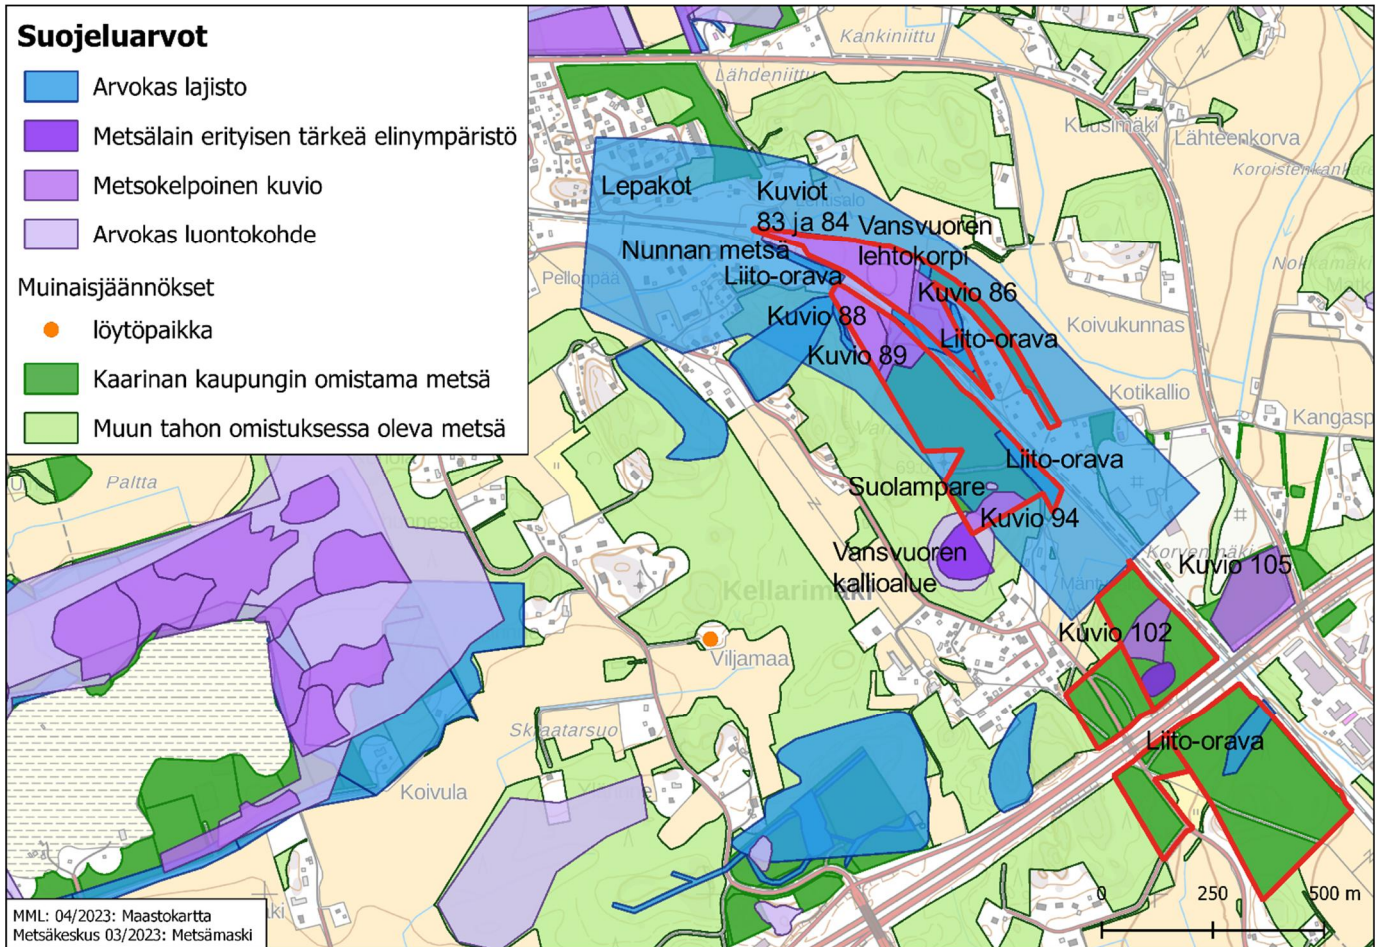 Suojeluarvot
Arvokas lajisto
Metsälain erityisen tärkeä elinympäristö
Metsokelpoinen kuvio
Arvokas luontokohde
Muinaisjäännökset
löytöpaikka
Kaarinan kaupungin omistama metsä
Muun tahon omistuksessa oleva metsä
Kankiniittu
Lähdeniittu
Kuusimäki
Lähteenkorva
Lepakot
Kuviot
83 ja 84
Vansvuoren
lehtokorpi
Nunnan metsä
Liito-orava
Pellonpää
Kuvio 86
Kuvio 88
Koivukunnas
Liito-orava
Kuvio 89
Kotikallio
Liito-orava
Paltta
Suolampare
Kuvio 94
Vansvuoren
kallioalue
Kuvio 105
Kellarimäki
Kuvio 102
Viljamaa
Skraatarsuo
Liito-orava
Koivula
0 250 500 m
MML: 04/2023: Maastokartta
Metsäkeskus 03/2023: Metsämaski